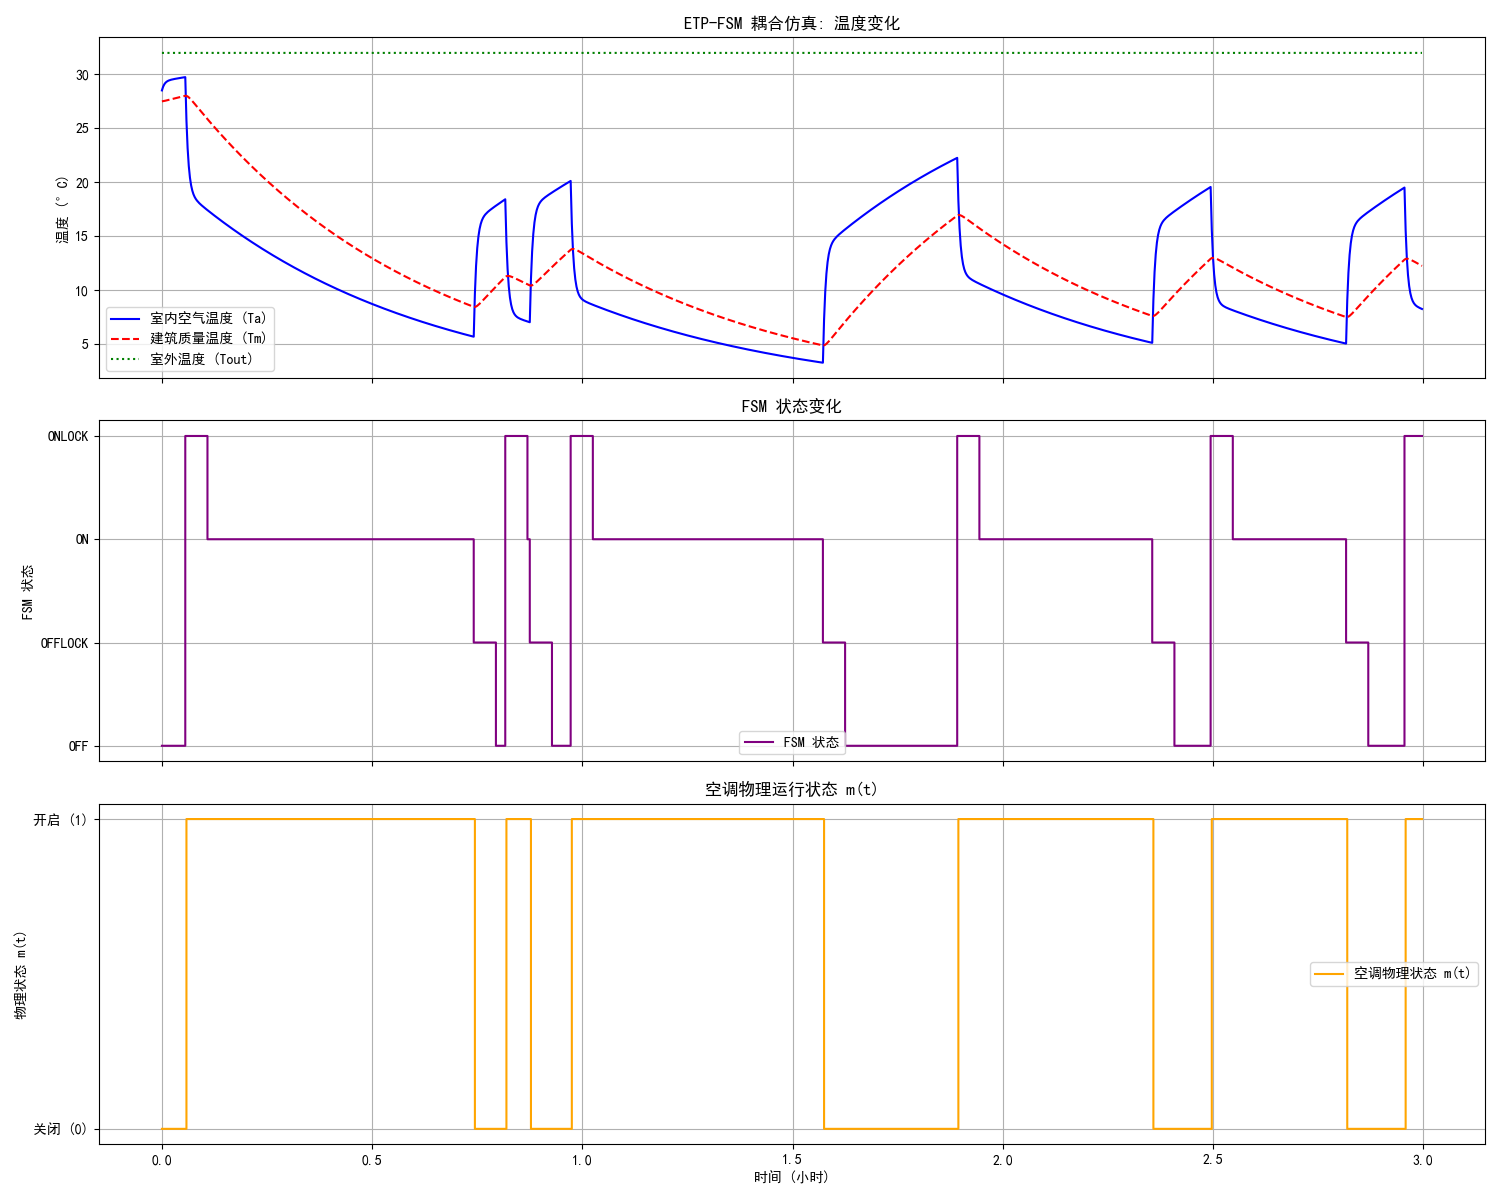 ETP-FSM 耦合仿真: 温度变化
30
25
20
15
10
5
温度 (°C)
室内空气温度 (Ta)
建筑质量温度 (Tm)
室外温度 (Tout)
FSM 状态变化
ONLOCK
ON
OFFLOCK
OFF
FSM 状态
FSM 状态
空调物理运行状态 m(t)
开启 (1)
关闭 (0)
物理状态 m(t)
空调物理状态 m(t)
0.0 0.5 1.0 1.5 2.0 2.5 3.0
时间 (小时)